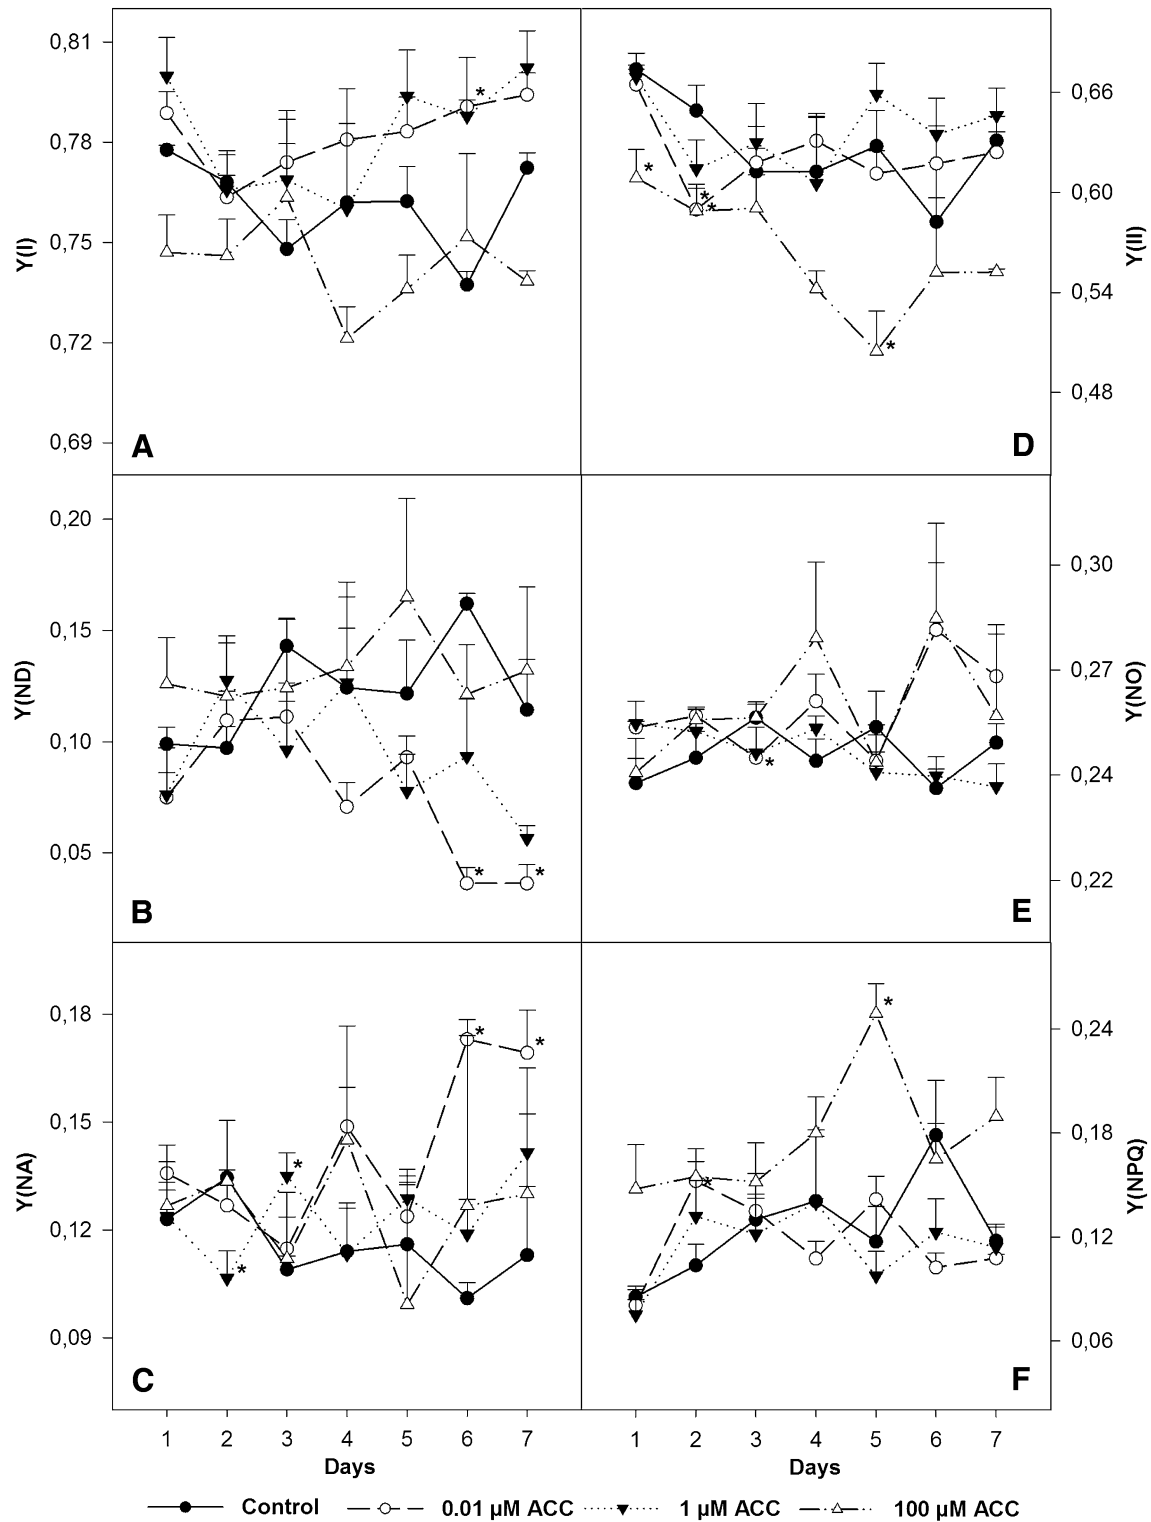 0,81
0,78
0,75
0,72
0,69
Y(I)
*
A
0,66
0,60
0,54
0,48
Y(II)
*
*
*
*
D
0,20
0,15
0,10
0,05
Y(ND)
* *
B
0,30
0,27
0,24
0,22
Y(NO)
*
E
0,18
0,15
0,12
0,09
Y(NA)
* *
*
*
C
0,24
0,18
0,12
0,06
Y(NPQ)
*
*
F
1 2 3 4 5 6 7
Days
1 2 3 4 5 6 7
Days
Control 0.01 µM ACC 1 µM ACC 100 µM ACC